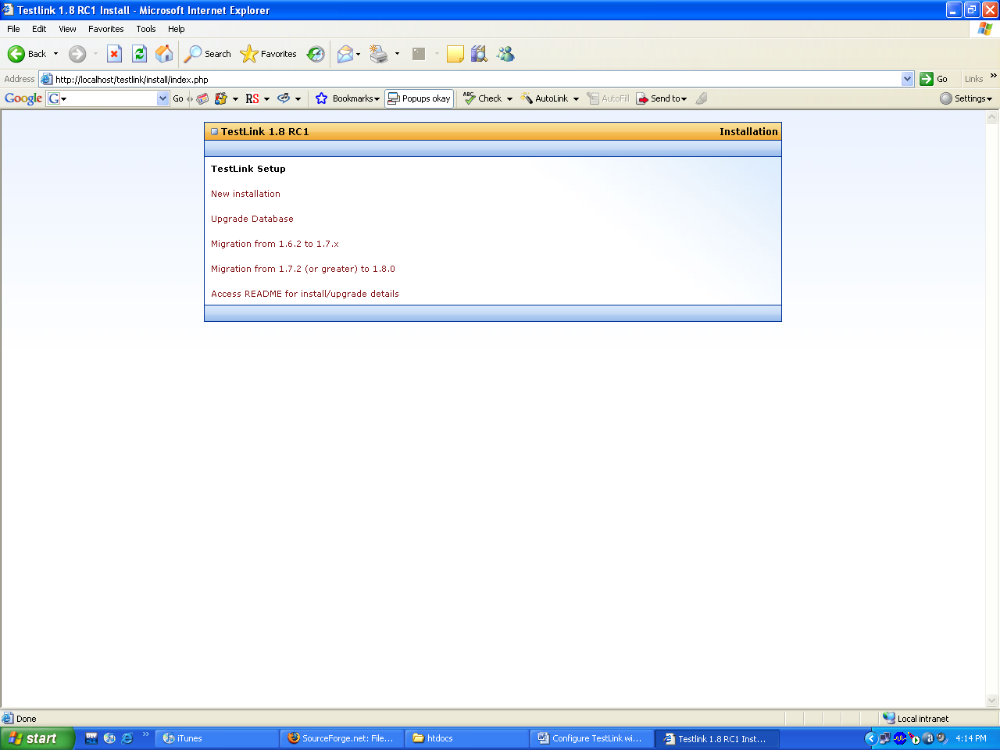 Testlink 1.8 RC1 Install - Microsoft Internet Explorer
File Edit View Favorites Tools Help
Back Search Favorites
Address http://localhost/testlink/install/index.php Go Links »
Google G Go RS Bookmarks Popups okay ABC Check AutoLink AutoFill Send to Settings
TestLink 1.8 RC1 Installation
TestLink Setup
New installation
Upgrade Database
Migration from 1.6.2 to 1.7.x
Migration from 1.7.2 (or greater) to 1.8.0
Access README for install/upgrade details
Done Local intranet
start » iTunes SourceForge.net: File... htdocs Configure TestLink wi... Testlink 1.8 RC1 Inst... 4:14 PM